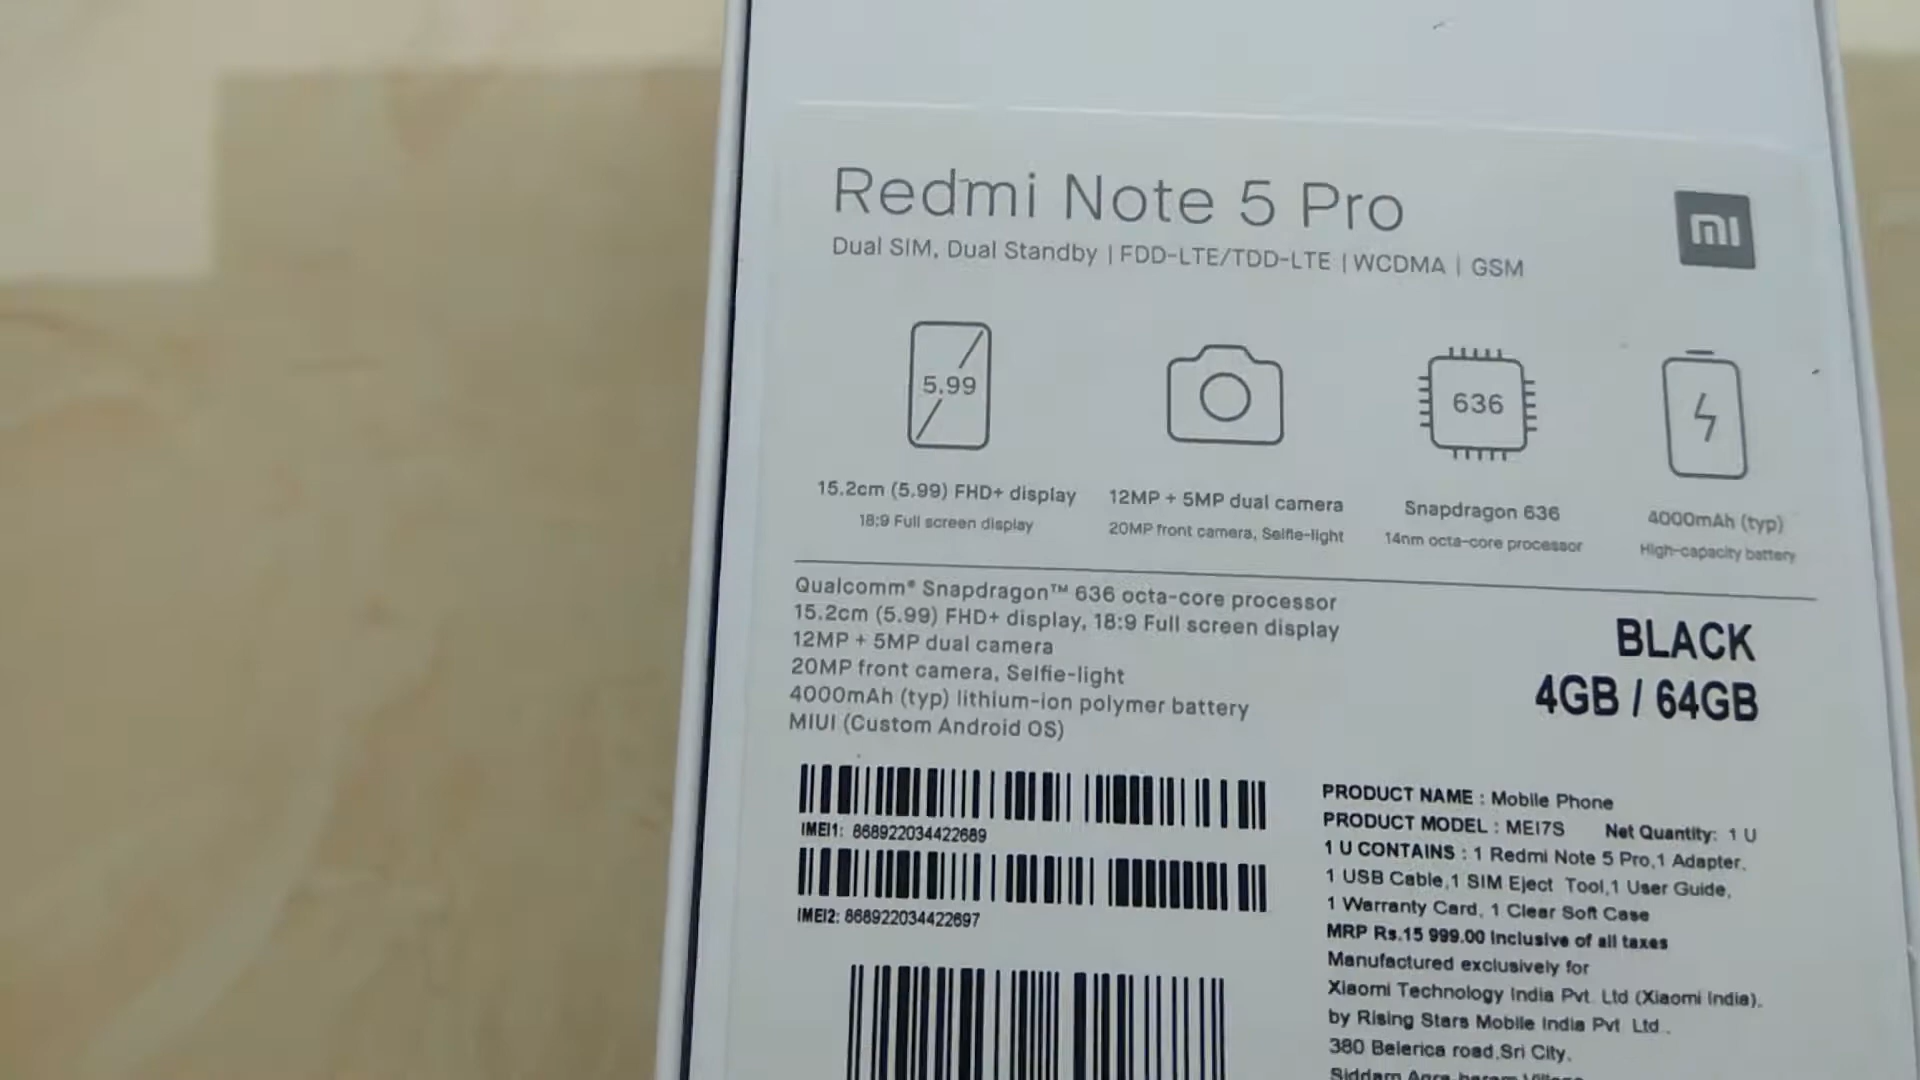 Redmi Note 5 Pro
mi
Dual SIM, Dual Standby | FDD-LTE/TDD-LTE | WCDMA | GSM
5.99
636
15.2cm (5.99) FHD+ display
18:9 Full screen display
12MP + 5MP dual camera
20MP front camera, Selfie-light
Snapdragon 636
14nm octa-core processor
4000mAh (typ)
High-capacity battery
Qualcomm® Snapdragon™ 636 octa-core processor
15.2cm (5.99) FHD+ display, 18:9 Full screen display
12MP + 5MP dual camera
20MP front camera, Selfie-light
4000mAh (typ) lithium-ion polymer battery
MIUI (Custom Android OS)
BLACK
4GB / 64GB
IMEI1: 868922034422689
IMEI2: 868922034422697
PRODUCT NAME : Mobile Phone
PRODUCT MODEL : MEI7S Net Quantity: 1 U
1 U CONTAINS : 1 Redmi Note 5 Pro,1 Adapter,
1 USB Cable,1 SIM Eject Tool,1 User Guide,
1 Warranty Card, 1 Clear Soft Case
MRP Rs.15 999.00 Inclusive of all taxes
Manufactured exclusively for
Xiaomi Technology India Pvt. Ltd (Xiaomi India).
by Rising Stars Mobile India Pvt Ltd.,
380 Belerica road,Sri City,